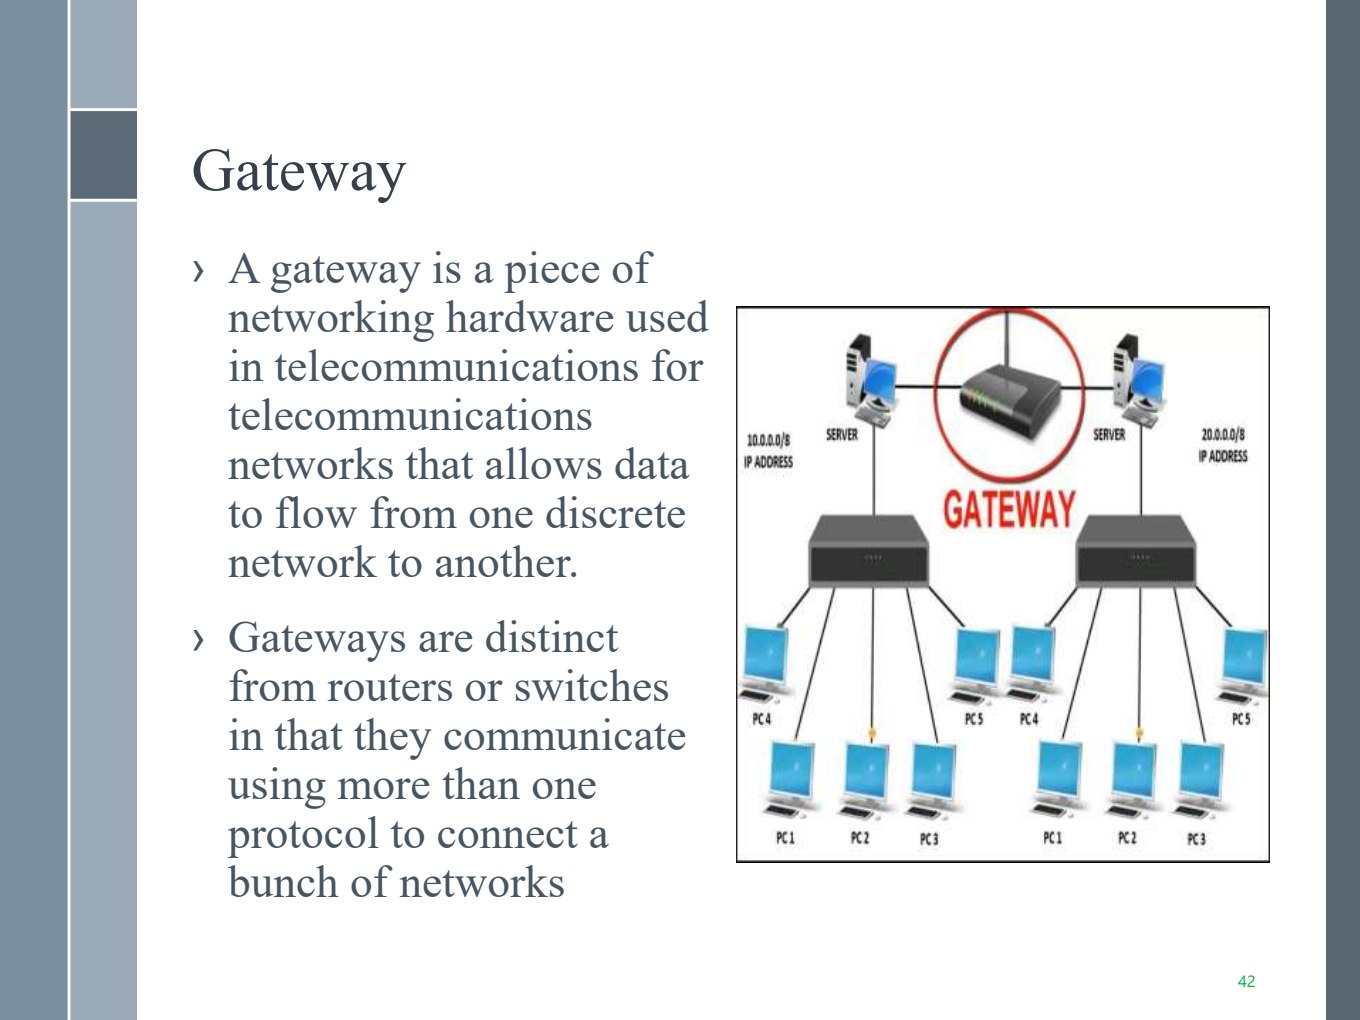 Gateway
› A gateway is a piece of
networking hardware used
in telecommunications for
telecommunications
networks that allows data
to flow from one discrete
network to another.
› Gateways are distinct
from routers or switches
in that they communicate
using more than one
protocol to connect a
bunch of networks
10.0.0.0/8
IP ADDRESS
SERVER
GATEWAY
SERVER
20.0.0.0/8
IP ADDRESS
PC 4
PC 5
PC 4
PC 5
PC 1
PC 2
PC 3
PC 1
PC 2
PC 3
42